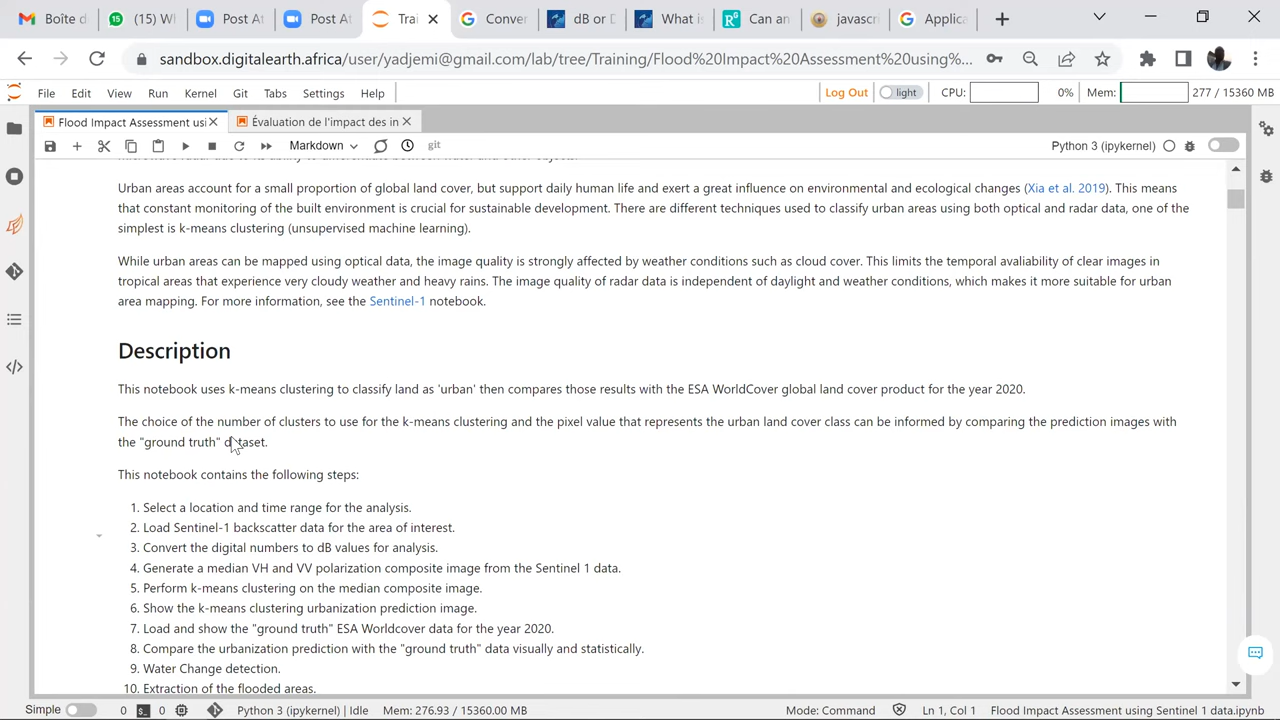 Boîte d
(15) W
Post At
Post At
Trai
Conver
dB or D
What is
Can an
javascr
Applica
sandbox.digitalearth.africa/user/yadjemi@gmail.com/lab/tree/Training/Flood%20Impact%20Assessment%20using%...
File Edit View Run Kernel Git Tabs Settings Help
Log Out light CPU: 0% Mem: 277 / 15360 MB
Flood Impact Assessment usi
Évaluation de l'impact des in
Markdown git Python 3 (ipykernel)
Urban areas account for a small proportion of global land cover, but support daily human life and exert a great influence on environmental and ecological changes (Xia et al. 2019). This means
that constant monitoring of the built environment is crucial for sustainable development. There are different techniques used to classify urban areas using both optical and radar data, one of the
simplest is k-means clustering (unsupervised machine learning).
While urban areas can be mapped using optical data, the image quality is strongly affected by weather conditions such as cloud cover. This limits the temporal avaliability of clear images in
tropical areas that experience very cloudy weather and heavy rains. The image quality of radar data is independent of daylight and weather conditions, which makes it more suitable for urban
area mapping. For more information, see the Sentinel-1 notebook.
Description
This notebook uses k-means clustering to classify land as 'urban' then compares those results with the ESA WorldCover global land cover product for the year 2020.
The choice of the number of clusters to use for the k-means clustering and the pixel value that represents the urban land cover class can be informed by comparing the prediction images with
the "ground truth" dataset.
This notebook contains the following steps:
1. Select a location and time range for the analysis.
2. Load Sentinel-1 backscatter data for the area of interest.
3. Convert the digital numbers to dB values for analysis.
4. Generate a median VH and VV polarization composite image from the Sentinel 1 data.
5. Perform k-means clustering on the median composite image.
6. Show the k-means clustering urbanization prediction image.
7. Load and show the "ground truth" ESA Worldcover data for the year 2020.
8. Compare the urbanization prediction with the "ground truth" data visually and statistically.
9. Water Change detection.
10. Extraction of the flooded areas.
Simple 0 0 Python 3 (ipykernel) | Idle Mem: 276.93 / 15360.00 MB Mode: Command Ln 1, Col 1 Flood Impact Assessment using Sentinel 1 data.ipynb